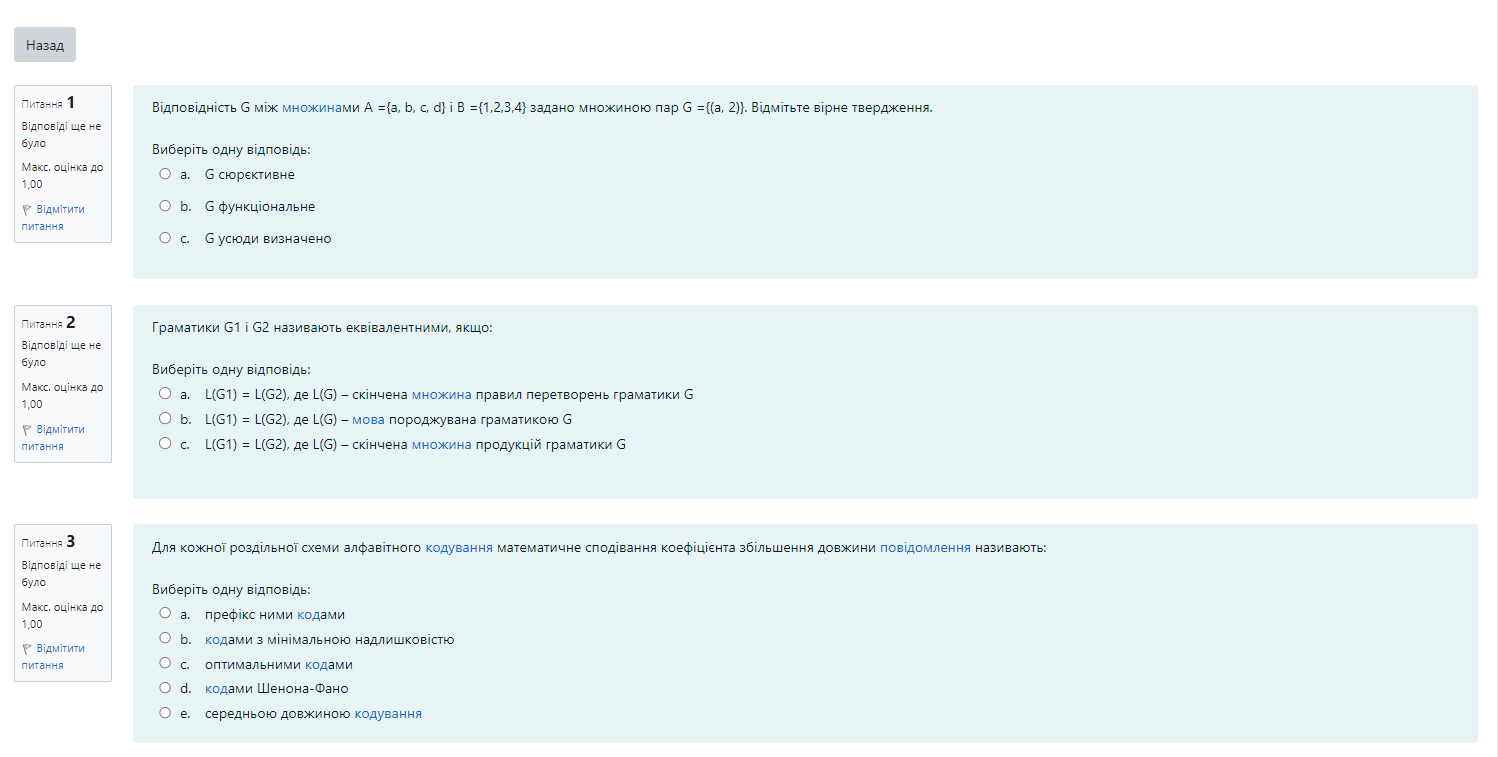 Назад
Питання 1
Відповіді ще не
було
Макс. оцінка до
1,00
Відмітити
питання
Відповідність G між множинами A ={a, b, c, d} і B ={1,2,3,4} задано множиною пар G ={(a, 2)}. Відмітьте вірне твердження.
Виберіть одну відповідь:
a. G сюрєктивне
b. G функціональне
c. G усюди визначено
Питання 2
Відповіді ще не
було
Макс. оцінка до
1,00
Відмітити
питання
Граматики G1 і G2 називають еквівалентними, якщо:
Виберіть одну відповідь:
a. L(G1) = L(G2), де L(G) – скінчена множина правил перетворень граматики G
b. L(G1) = L(G2), де L(G) – мова породжувана граматикою G
c. L(G1) = L(G2), де L(G) – скінчена множина продукцій граматики G
Питання 3
Відповіді ще не
було
Макс. оцінка до
1,00
Відмітити
питання
Для кожної роздільної схеми алфавітного кодування математичне сподівання коефіцієнта збільшення довжини повідомлення називають:
Виберіть одну відповідь:
a. префікс ними кодами
b. кодами з мінімальною надлишковістю
c. оптимальними кодами
d. кодами Шенона-Фано
e. середньою довжиною кодування